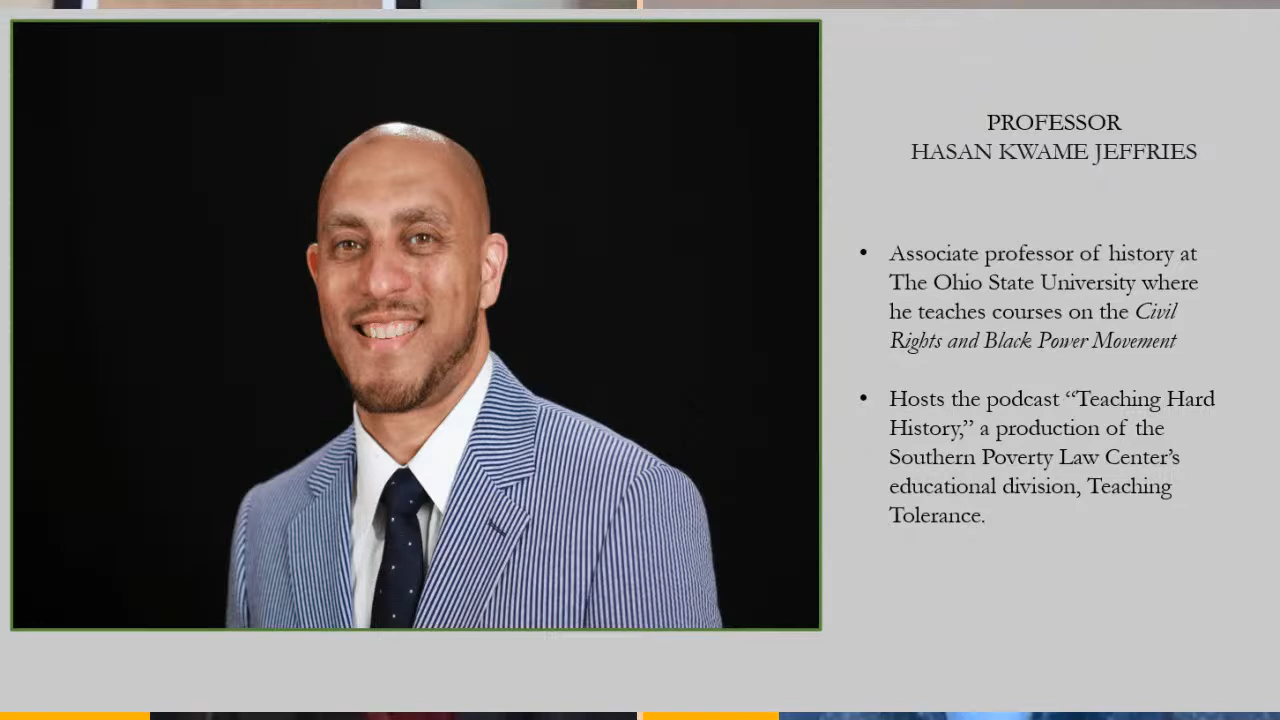 PROFESSOR
HASAN KWAME JEFFRIES
• Associate professor of history at
The Ohio State University where
he teaches courses on the Civil
Rights and Black Power Movement
• Hosts the podcast “Teaching Hard
History,” a production of the
Southern Poverty Law Center’s
educational division, Teaching
Tolerance.